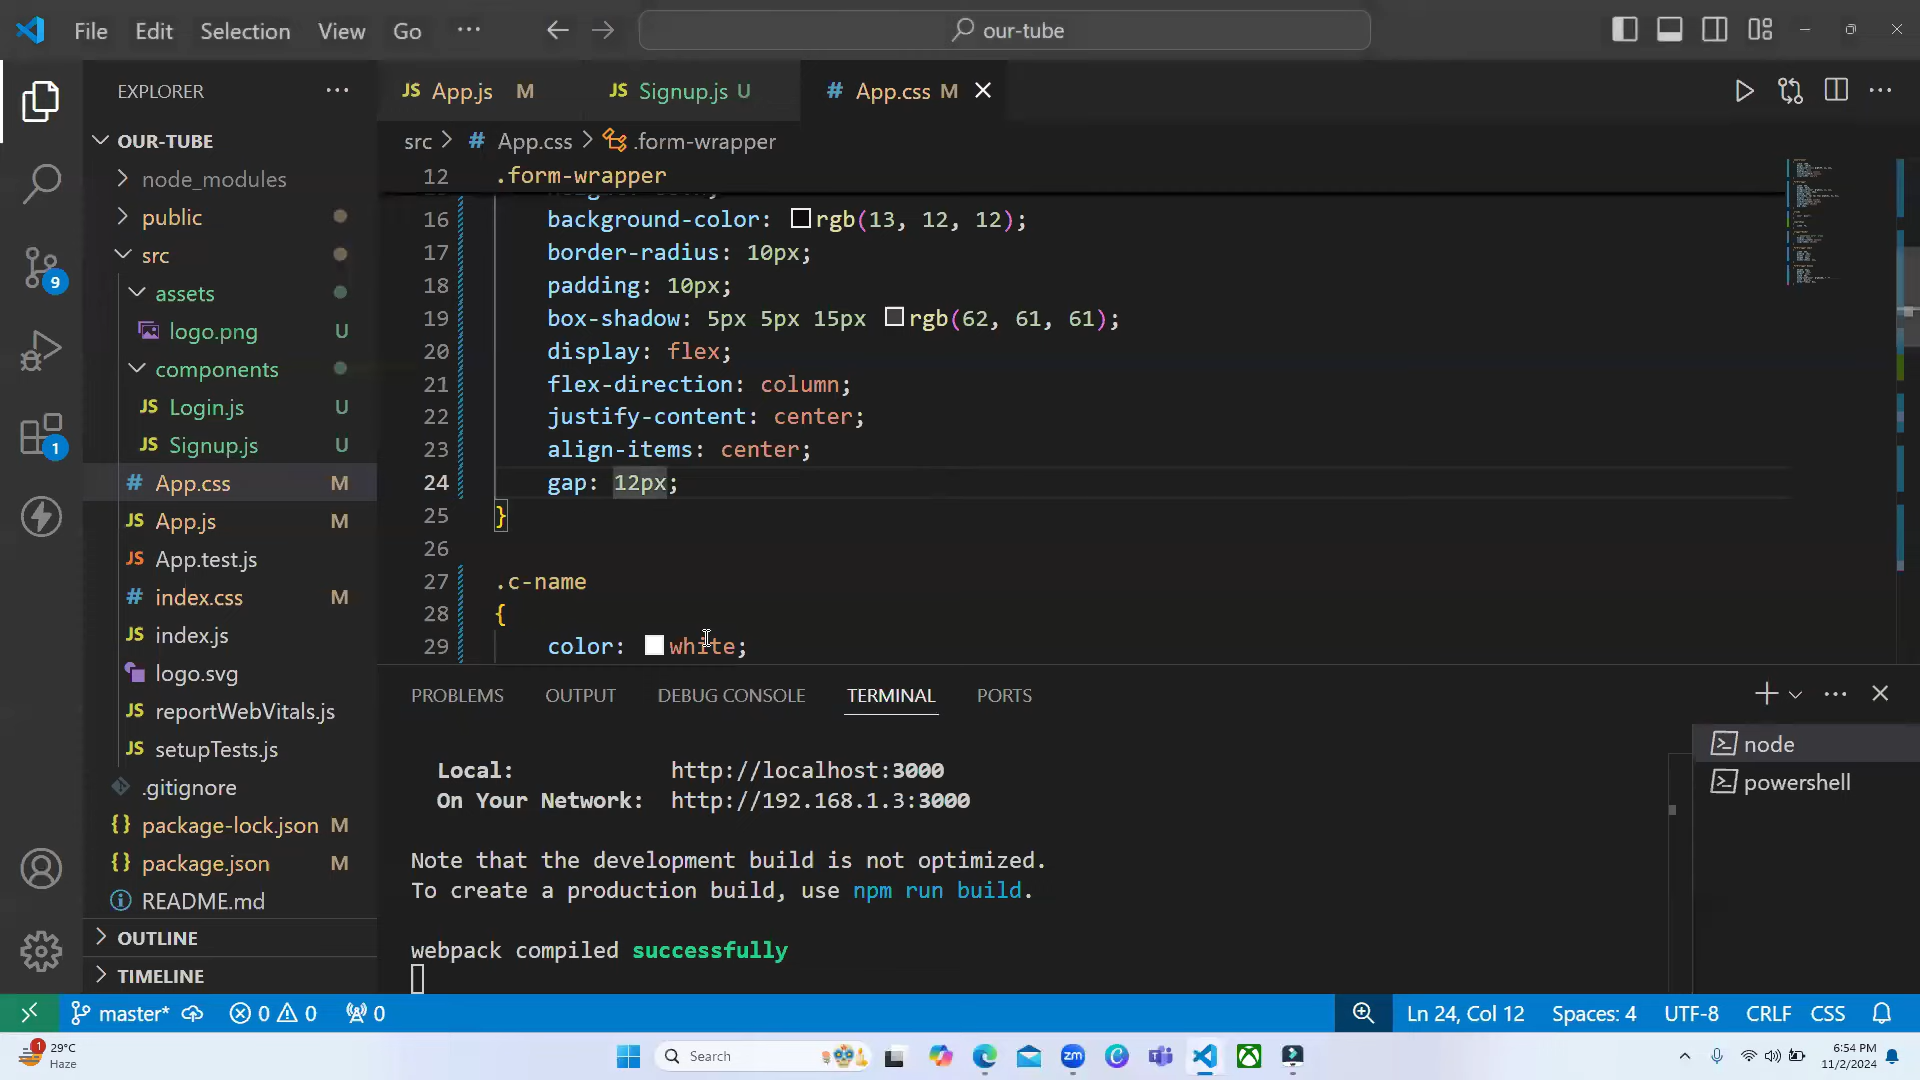 File Edit Selection View Go ··· our-tube
EXPLORER
OUR-TUBE
node_modules
public
src
assets
logo.png U
components
JS Login.js U
JS Signup.js U
# App.css M
JS App.js M
JS App.test.js
# index.css M
JS index.js
logo.svg
JS reportWebVitals.js
JS setupTests.js
.gitignore
{} package-lock.json M
{} package.json M
README.md
OUTLINE
TIMELINE
9
1
JS App.js M JS Signup.js U # App.css M
src > # App.css > .form-wrapper
12 .form-wrapper
16 background-color: rgb(13, 12, 12);
17 border-radius: 10px;
18 padding: 10px;
19 box-shadow: 5px 5px 15px rgb(62, 61, 61);
20 display: flex;
21 flex-direction: column;
22 justify-content: center;
23 align-items: center;
24 gap: 12px;
25 }
26
27 .c-name
28 {
29 color: white;
PROBLEMS OUTPUT DEBUG CONSOLE TERMINAL PORTS
Local: http://localhost:3000
On Your Network: http://192.168.1.3:3000
Note that the development build is not optimized.
To create a production build, use npm run build.
webpack compiled successfully
node
powershell
master* 0 0 0 Ln 24, Col 12 Spaces: 4 UTF-8 CRLF CSS
1 29°C
Haze
Search
zm
6:54 PM
11/2/2024